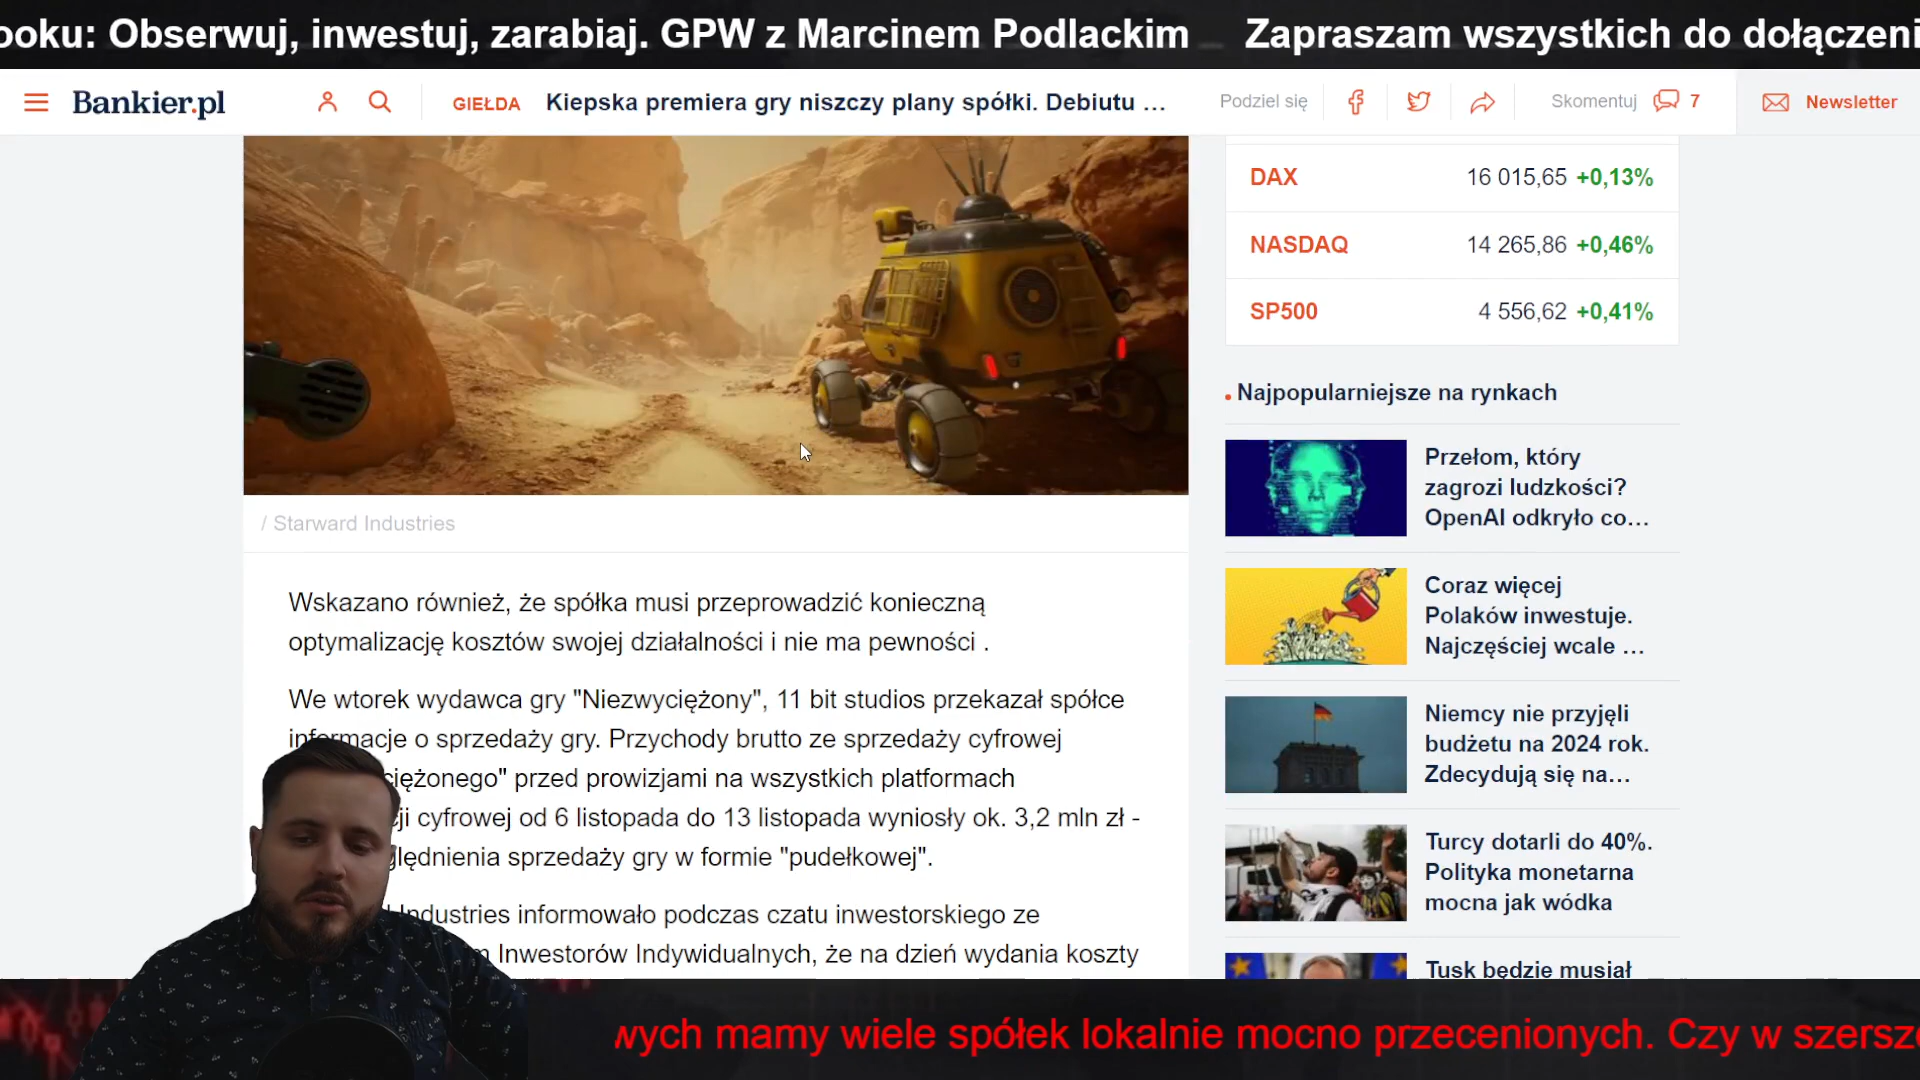 ooku: Obserwuj, inwestuj, zarabiaj. GPW z Marcinem Podlackim Zapraszam wszystkich do dołączeni
Bankier.pl
GIEŁDA
Kiepska premiera gry niszczy plany spółki. Debiutu ...
Podziel się
Skomentuj 7
Newsletter
DAX 16 015,65 +0,13%
NASDAQ 14 265,86 +0,46%
SP500 4 556,62 +0,41%
/ Starward Industries
Wskazano również, że spółka musi przeprowadzić konieczną
optymalizację kosztów swojej działalności i nie ma pewności .
We wtorek wydawca gry "Niezwyciężony", 11 bit studios przekazał spółce
informacje o sprzedaży gry. Przychody brutto ze sprzedaży cyfrowej
ciężonego" przed prowizjami na wszystkich platformach
ji cyfrowej od 6 listopada do 13 listopada wyniosły ok. 3,2 mln zł -
ględnienia sprzedaży gry w formie "pudełkowej".
Industries informowało podczas czatu inwestorskiego ze
m Inwestorów Indywidualnych, że na dzień wydania koszty
Najpopularniejsze na rynkach
Przełom, który
zagrozi ludzkości?
OpenAI odkryło co...
Coraz więcej
Polaków inwestuje.
Najczęściej wcale ...
Niemcy nie przyjęli
budżetu na 2024 rok.
Zdecydują się na...
Turcy dotarli do 40%.
Polityka monetarna
mocna jak wódka
Tusk będzie musiał
wych mamy wiele spółek lokalnie mocno przecenionych. Czy w szersze